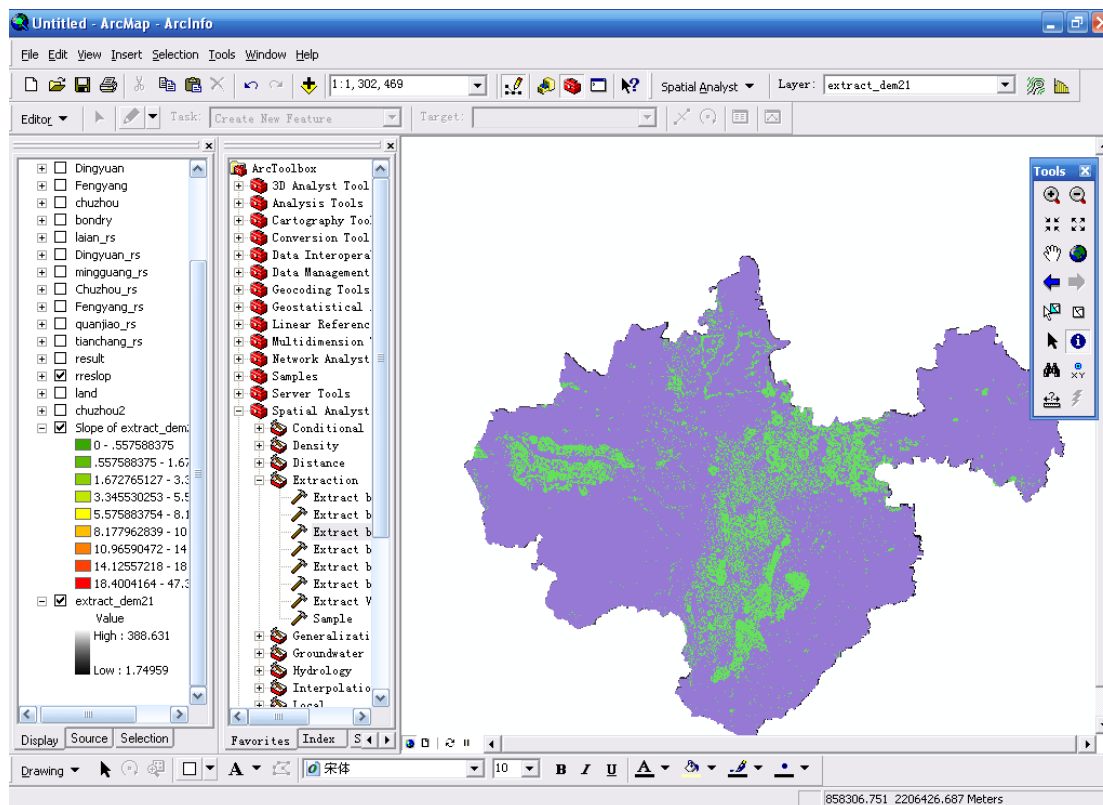 Untitled - ArcMap - ArcInfo
File Edit View Insert Selection Tools Window Help
1:1,302,469
Spatial Analyst
Layer: extract_dem21
Editor
Task: Create New Feature
Target:
Dingyuan
Fengyang
chuzhou
bondry
laian_rs
Dingyuan_rs
mingguang_rs
Chuzhou_rs
Fengyang_rs
quanjiao_rs
tianchang_rs
result
rreslop
land
chuzhou2
Slope of extract_dem
0 - .557588375
.557588375 - 1.67
1.672765127 - 3.3
3.345530253 - 5.5
5.575883754 - 8.1
8.177962839 - 10
10.96590472 - 14
14.12557218 - 18
18.4004164 - 47.3
extract_dem21
Value
High : 388.631
Low : 1.74959
Display Source Selection
ArcToolbox
3D Analyst Tool
Analysis Tools
Cartography Too
Conversion Tool
Data Interopera
Data Management
Geocoding Tools
Geostatistical
Linear Referenc
Multidimension
Network Analyst
Samples
Server Tools
Spatial Analyst
Conditional
Density
Distance
Extraction
Extract b
Extract b
Extract b
Extract b
Extract b
Extract b
Extract V
Sample
Generalizati
Groundwater
Hydrology
Interpolatio
Local
Favorites Index S
Tools
XY
Drawing
A
宋体
10
B I U A
858306.751 2206426.687 Meters